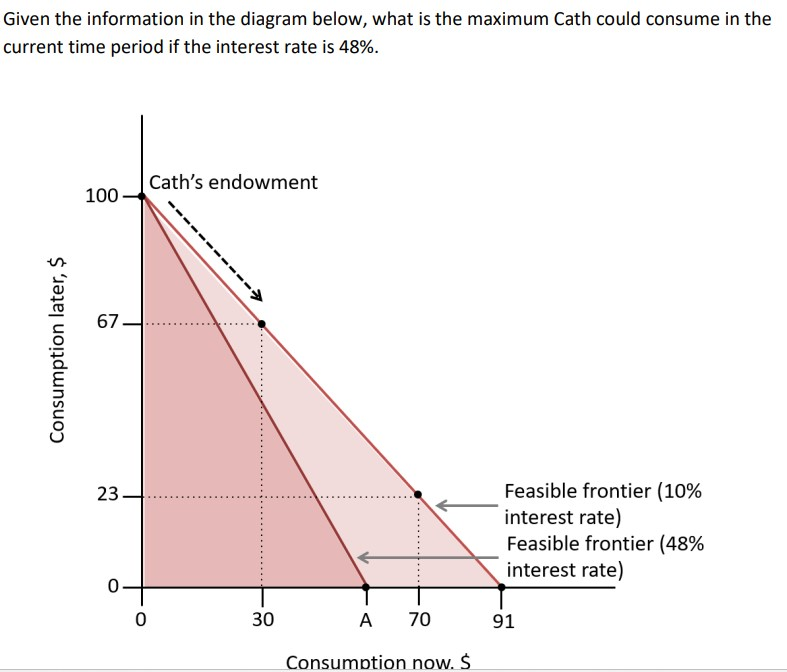 Given the information in the diagram below, what is the maximum Cath could consume in the
current time period if the interest rate is 48%.
Cath's endowment
100
67
23
0
Consumption later, $
Feasible frontier (10%
interest rate)
Feasible frontier (48%
interest rate)
0
30
A
70
91
Consumption now, $